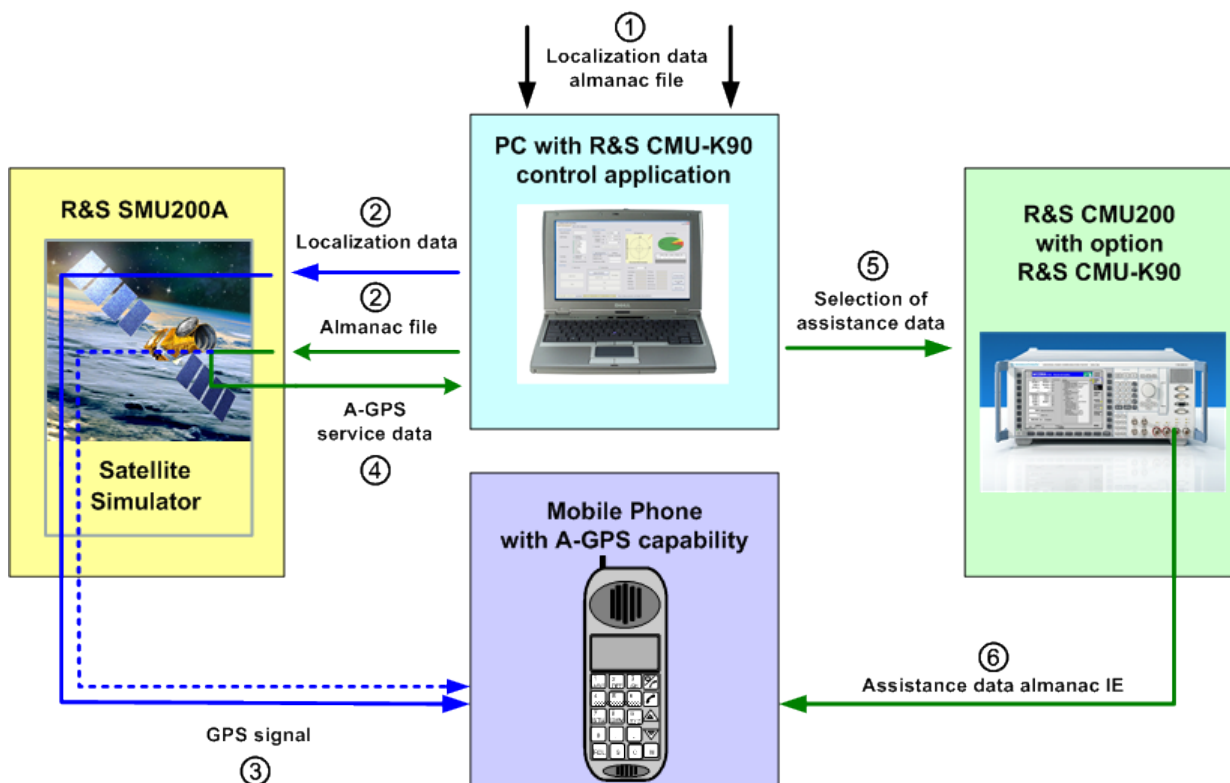 ①
Localization data
almanac file
PC with R&S CMU-K90
control application
R&S SMU200A
②
Localization data
②
Almanac file
A-GPS
service data
④
Satellite
Simulator
⑤
Selection of
assistance data
R&S CMU200
with option
R&S CMU-K90
Mobile Phone
with A-GPS capability
⑥
Assistance data almanac IE
GPS signal
③